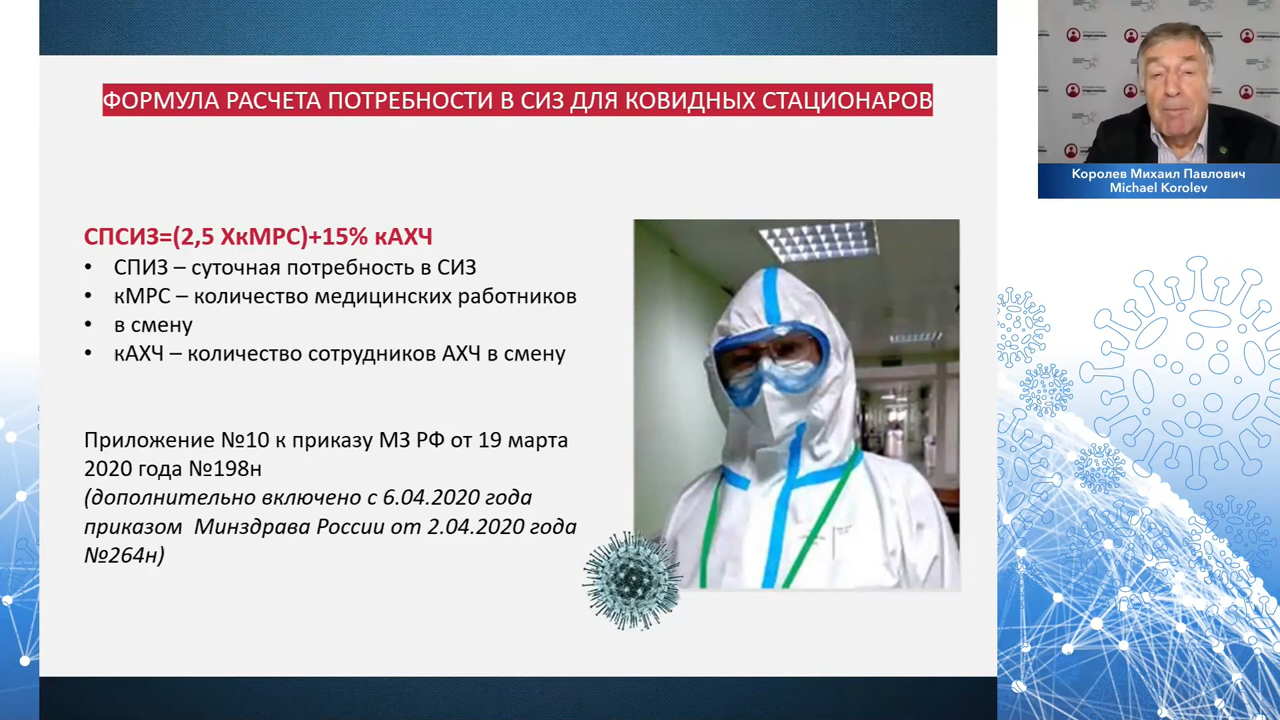 ФОРМУЛА РАСЧЕТА ПОТРЕБНОСТИ В СИЗ ДЛЯ КОВИДНЫХ СТАЦИОНАРОВ
СПСИЗ=(2,5 ХкМРС)+15% кАХЧ
• СПИЗ – суточная потребность в СИЗ
• кМРС – количество медицинских работников
• в смену
• кАХЧ – количество сотрудников АХЧ в смену
Приложение №10 к приказу МЗ РФ от 19 марта
2020 года №198н
(дополнительно включено с 6.04.2020 года
приказом Минздрава России от 2.04.2020 года
№264н)
Королев Михаил Павлович
Michael Korolev